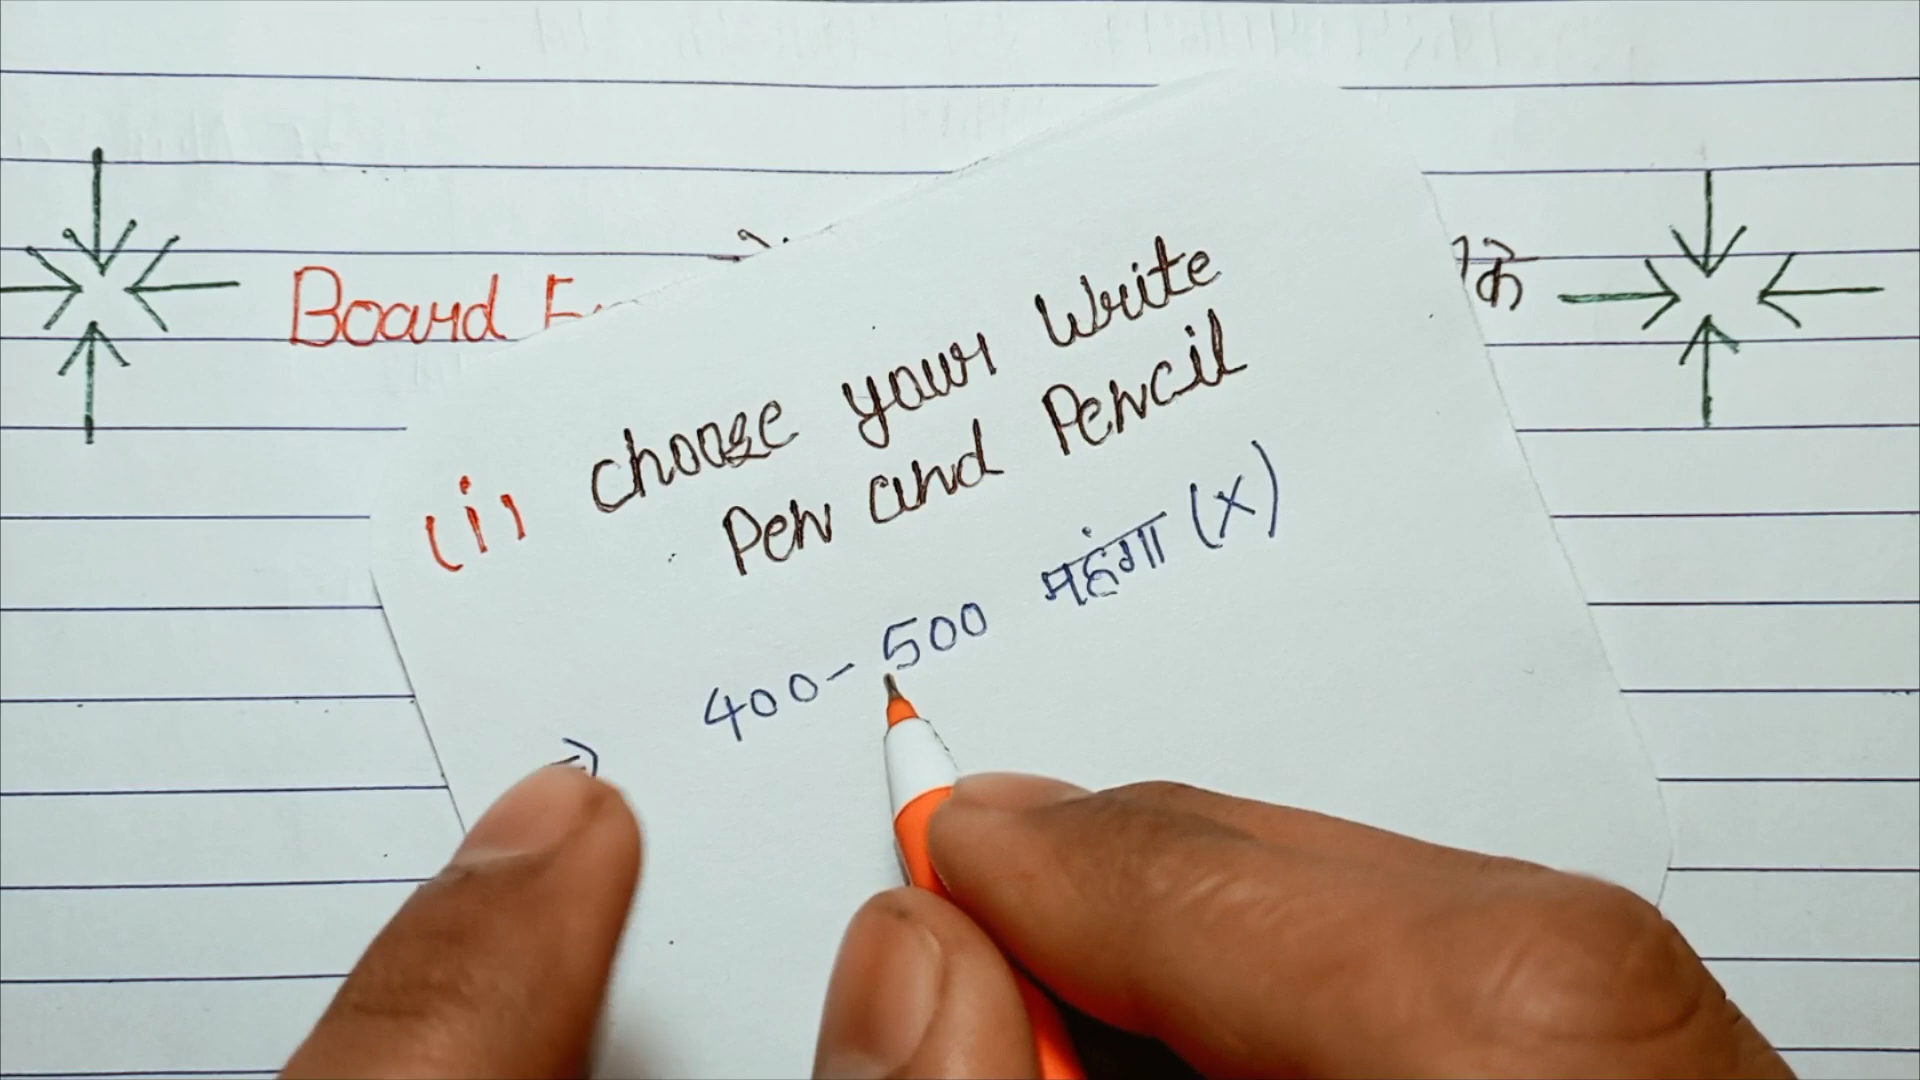 Board
(i) choose your Write
Pen and Pencil
400-500 महंगा (X)